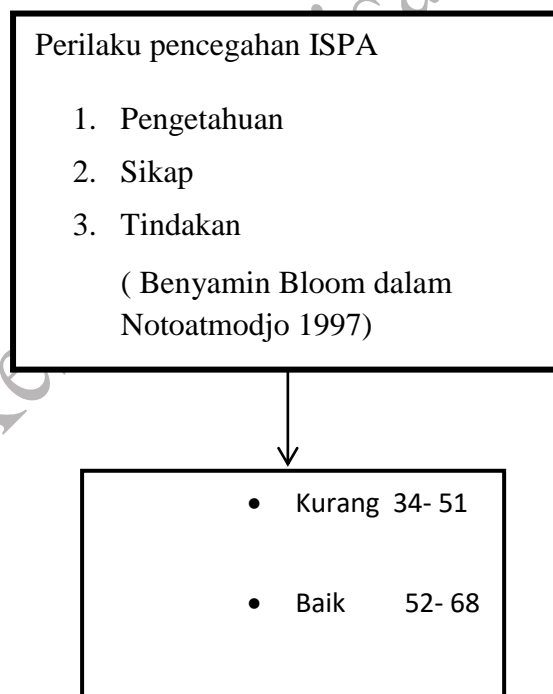 Perilaku pencegahan ISPA
1. Pengetahuan
2. Sikap
3. Tindakan
( Benyamin Bloom dalam
Notoatmodjo 1997)
• Kurang 34- 51
• Baik 52- 68